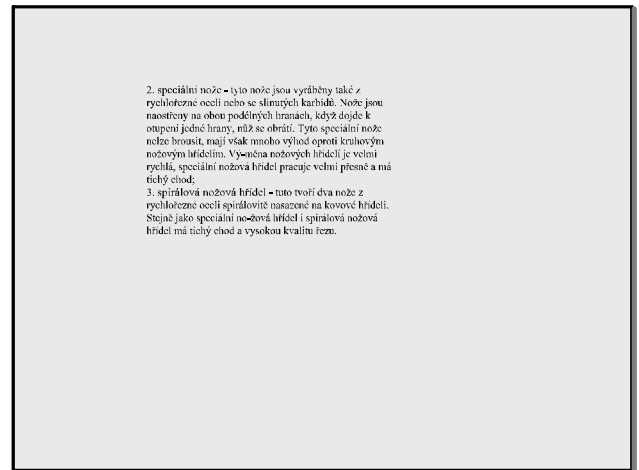 2. speciální nože - tyto nože jsou vyráběny také z
rychlořezné oceli nebo se slinutých karbidů. Nože jsou
naostřeny na obou podélných hranách, když dojde k
otupení jedné hrany, nůž se obrátí. Tyto speciální nože
nelze brousit, mají však mnoho výhod oproti kruhovým
nožovým hřídelím. Vý-měna nožových hřídelí je velmi
rychlá, speciální nožová hřídel pracuje velmi přesně a má
tichý chod;
3. spirálová nožová hřídel - tuto tvoří dva nože z
rychlořezné oceli spirálovitě nasazené na kovové hřídeli.
Stejně jako speciální no-žová hřídel i spirálová nožová
hřídel má tichý chod a vysokou kvalitu řezu.